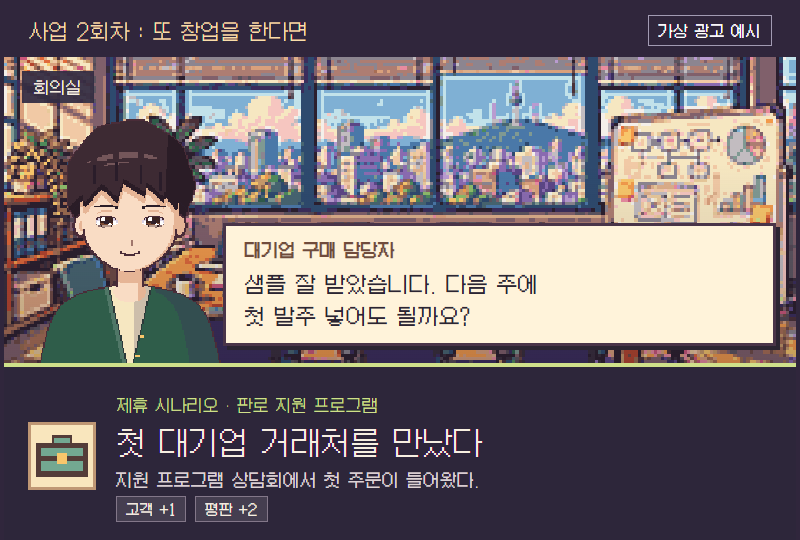 사업 2회차 : 또 창업을 한다면
가상 광고 예시
회의실
대기업 구매 담당자
샘플 잘 받았습니다. 다음 주에
첫 발주 넣어도 될까요?
제휴 시나리오 · 판로 지원 프로그램
첫 대기업 거래처를 만났다
지원 프로그램 상담회에서 첫 주문이 들어왔다.
고객 +1
평판 +2